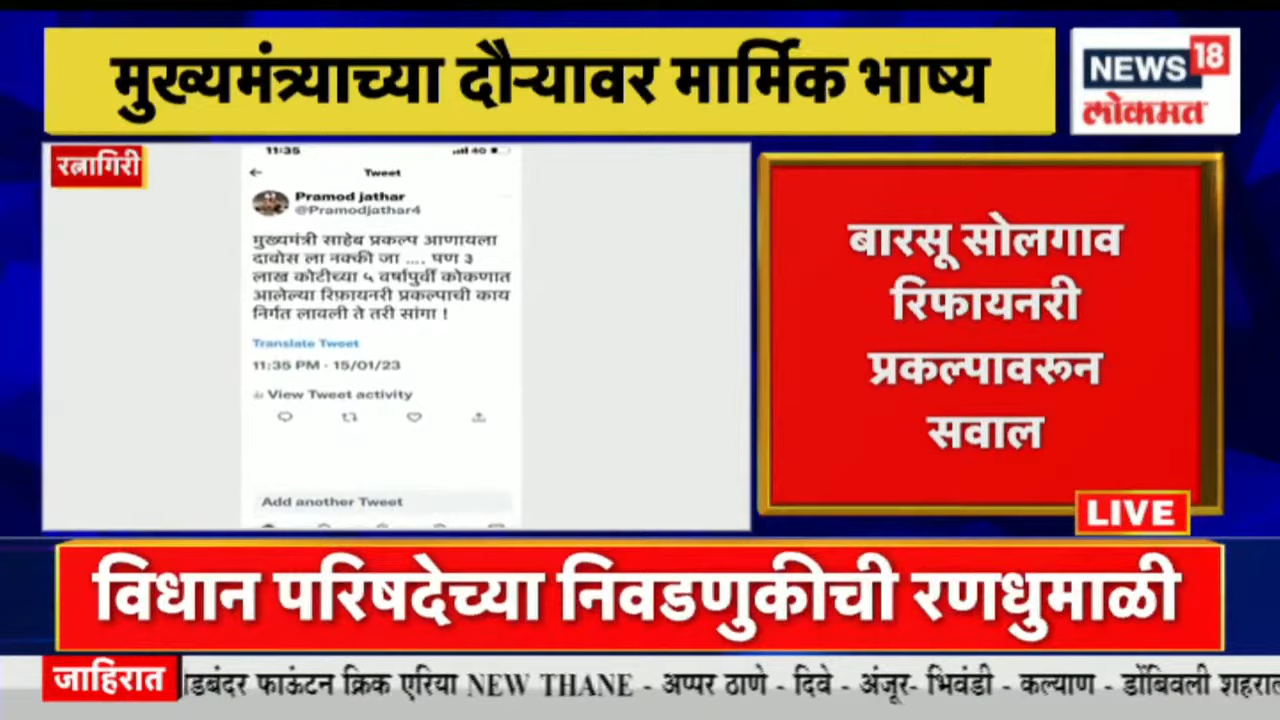 मुख्यमंत्र्याच्या दौऱ्यावर मार्मिक भाष्य
NEWS 18
लोकमत
रत्नागिरी
11:35
4G
Tweet
Pramod jathar
@Pramodjathar4
मुख्यमंत्री साहेब प्रकल्प आणायला
दावोस ला नक्की जा .... पण ३
लाख कोटीच्या ५ वर्षापुर्वी कोकणात
आलेल्या रिफ़ायनरी प्रकल्पाची काय
निर्गत लावली ते तरी सांगा !
Translate Tweet
11:35 PM · 15/01/23
View Tweet activity
Add another Tweet
बारसू सोलगाव
रिफायनरी
प्रकल्पावरून
सवाल
LIVE
विधान परिषदेच्या निवडणुकीची रणधुमाळी
जाहिरात
डबंदर फाऊंटन क्रिक एरिया NEW THANE - अप्पर ठाणे - दिवे - अंजूर- भिवंडी - कल्याण - डोंबिवली शहरात